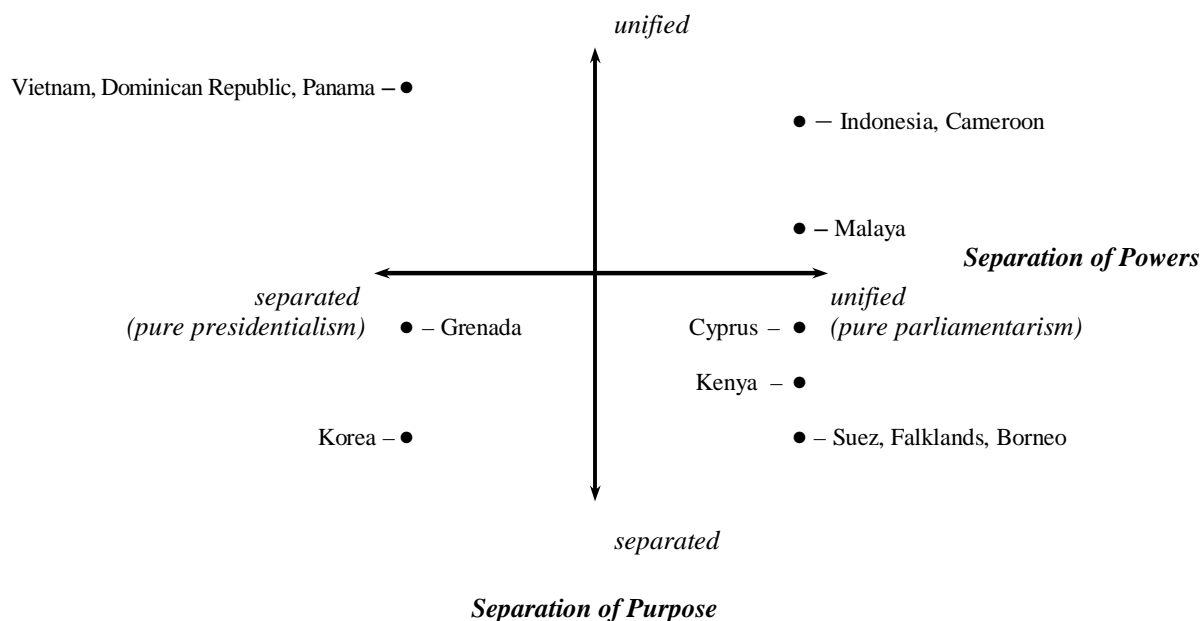 unified
Vietnam, Dominican Republic, Panama –
– Indonesia, Cameroon
– Malaya
Separation of Powers
separated
(pure presidentialism)
unified
(pure parliamentarism)
– Grenada
Cyprus –
Kenya –
Korea –
– Suez, Falklands, Borneo
separated
Separation of Purpose